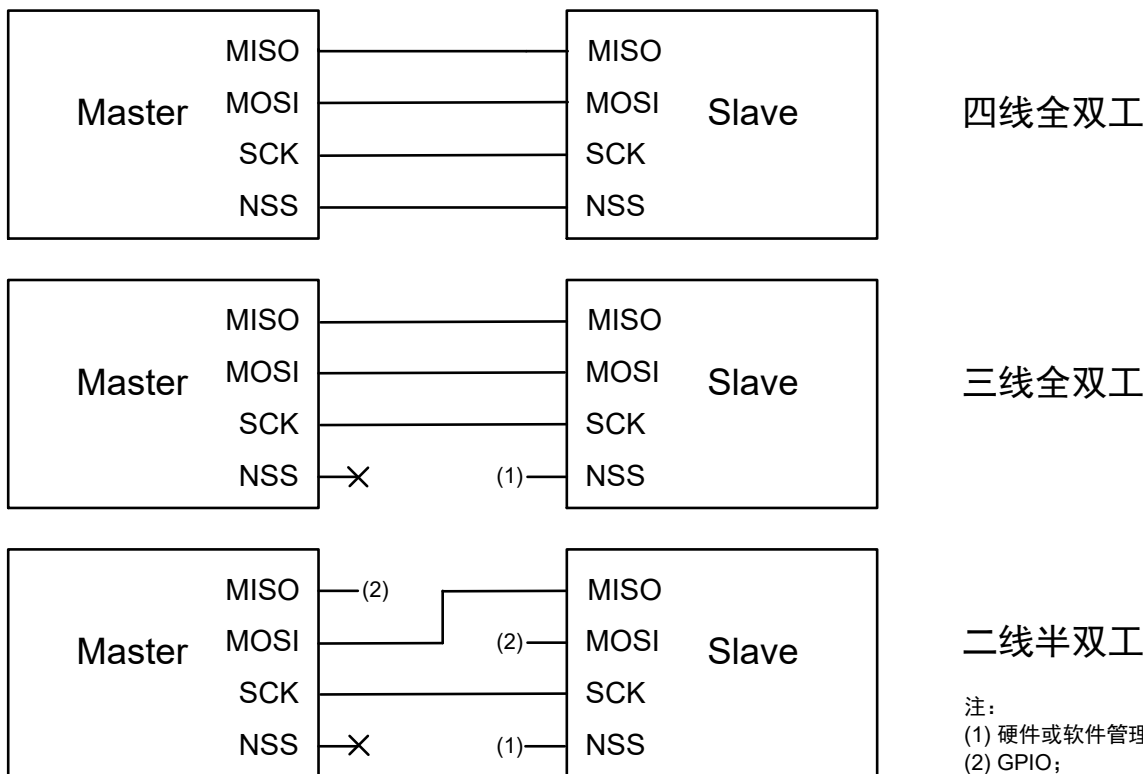 MISO MISO
Master MOSI MOSI Slave 四线全双工
SCK SCK
NSS NSS
MISO MISO
Master MOSI MOSI Slave 三线全双工
SCK SCK
NSS (1) NSS
MISO (2) MISO
Master MOSI (2) MOSI Slave 二线半双工
SCK SCK
注：
NSS (1) NSS (1) 硬件或软件管理
(2) GPIO；